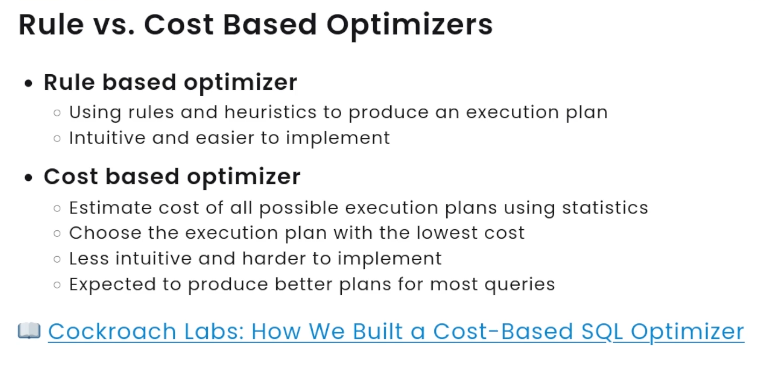 Rule vs. Cost Based Optimizers
Rule based optimizer
Using rules and heuristics to produce an execution plan
Intuitive and easier to implement
Cost based optimizer
Estimate cost of all possible execution plans using statistics
Choose the execution plan with the lowest cost
Less intuitive and harder to implement
Expected to produce better plans for most queries
Cockroach Labs: How We Built a Cost-Based SQL Optimizer